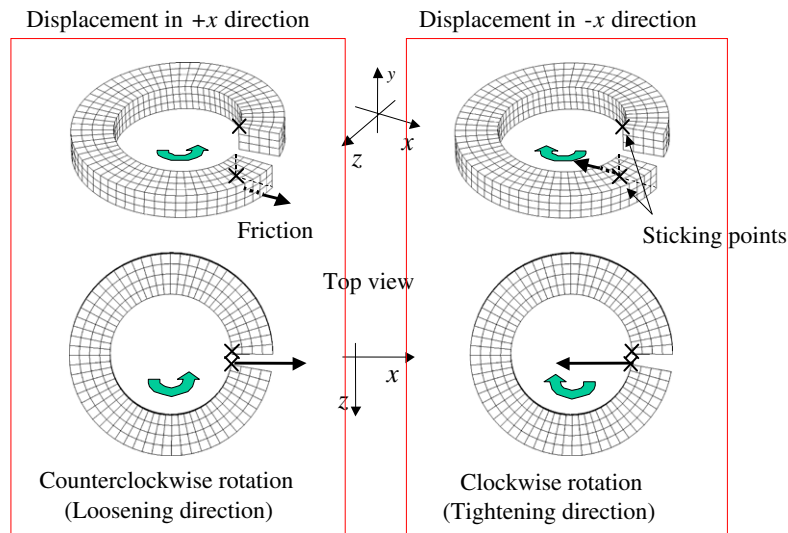 Displacement in +x direction
Displacement in -x direction
y
x
z
Friction
Sticking points
Top view
x
z
Counterclockwise rotation
(Loosening direction)
Clockwise rotation
(Tightening direction)